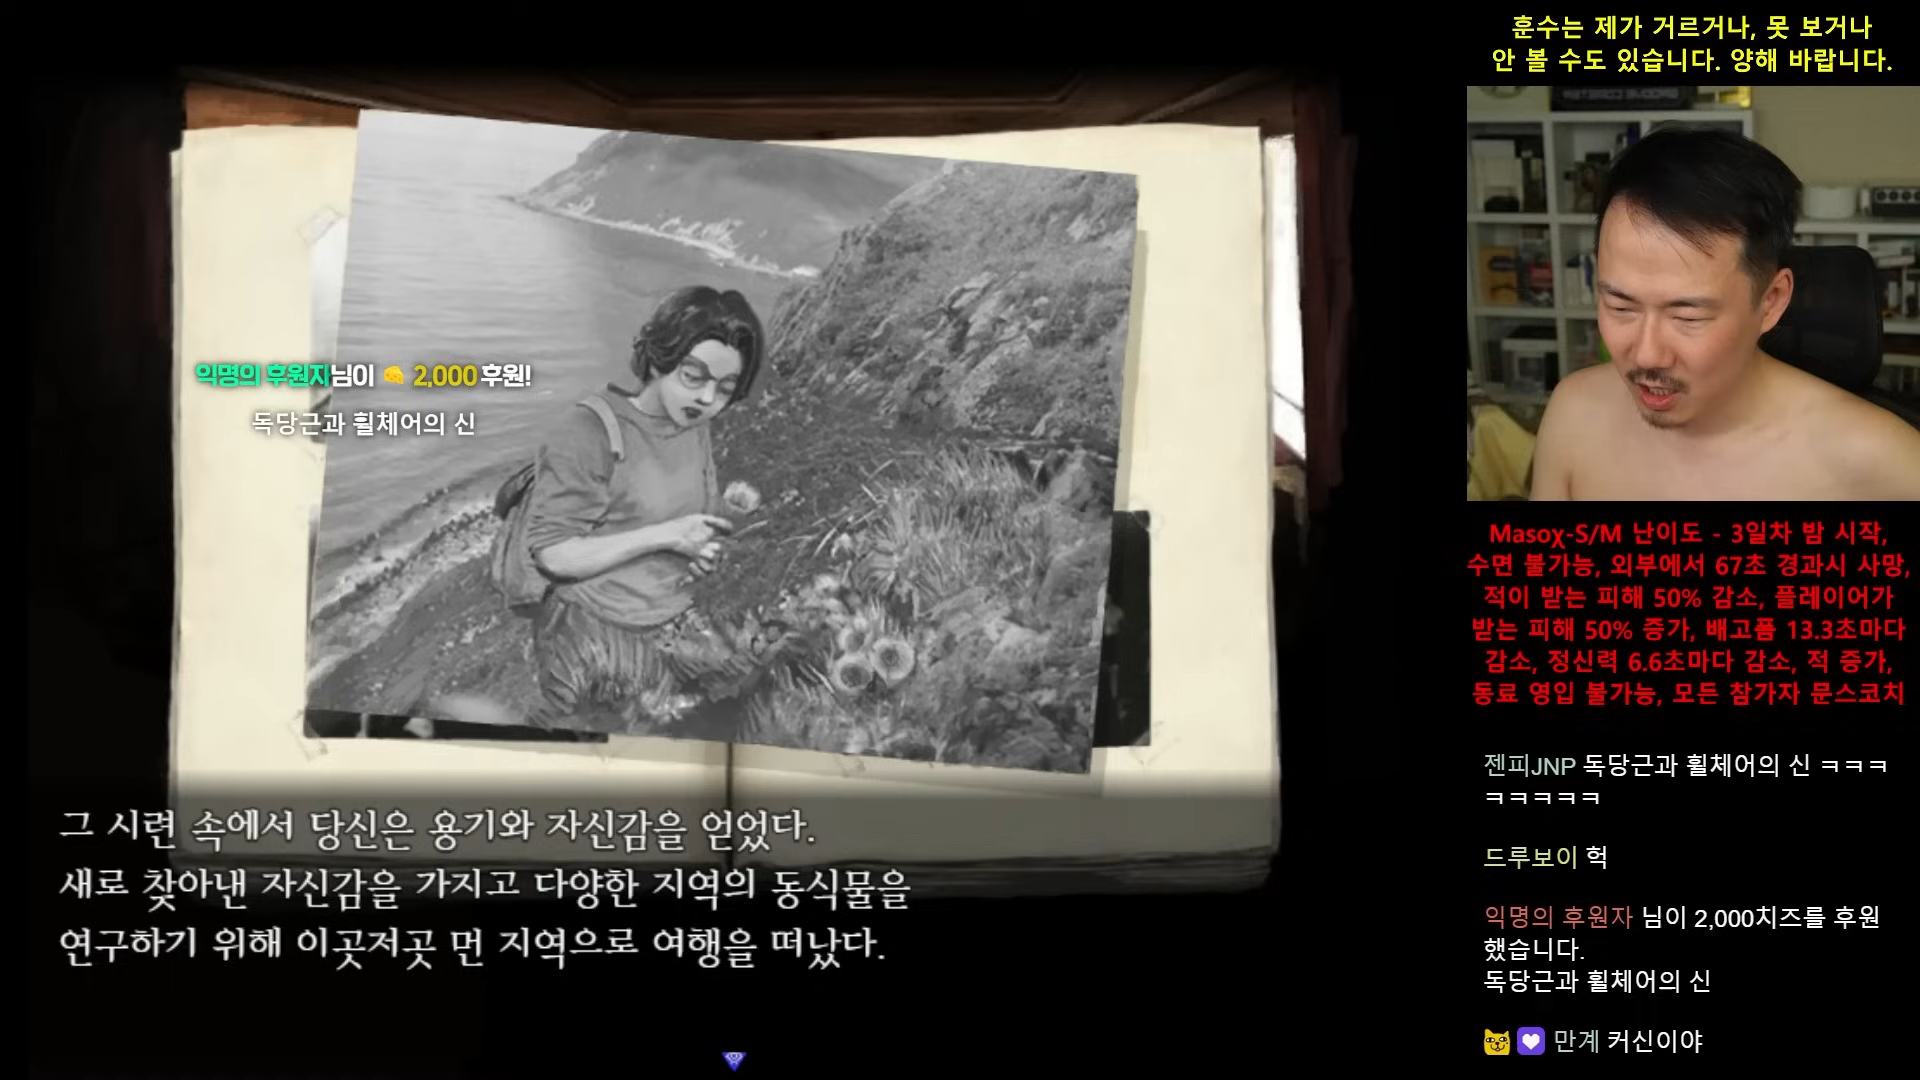 훈수는 제가 거르거나, 못 보거나
안 볼 수도 있습니다. 양해 바랍니다.
익명의 후원자님이 2,000 후원!
독당근과 휠체어의 신
그 시련 속에서 당신은 용기와 자신감을 얻었다.
새로 찾아낸 자신감을 가지고 다양한 지역의 동식물을
연구하기 위해 이곳저곳 먼 지역으로 여행을 떠났다.
Masoχ-S/M 난이도 - 3일차 밤 시작,
수면 불가능, 외부에서 67초 경과시 사망,
적이 받는 피해 50% 감소, 플레이어가
받는 피해 50% 증가, 배고픔 13.3초마다
감소, 정신력 6.6초마다 감소, 적 증가,
동료 영입 불가능, 모든 참가자 문스코치
젠피JNP 독당근과 휠체어의 신 ㅋㅋㅋ
ㅋㅋㅋㅋㅋ
드루보이 헉
익명의 후원자 님이 2,000치즈를 후원
했습니다.
독당근과 휠체어의 신
만계 커신이야